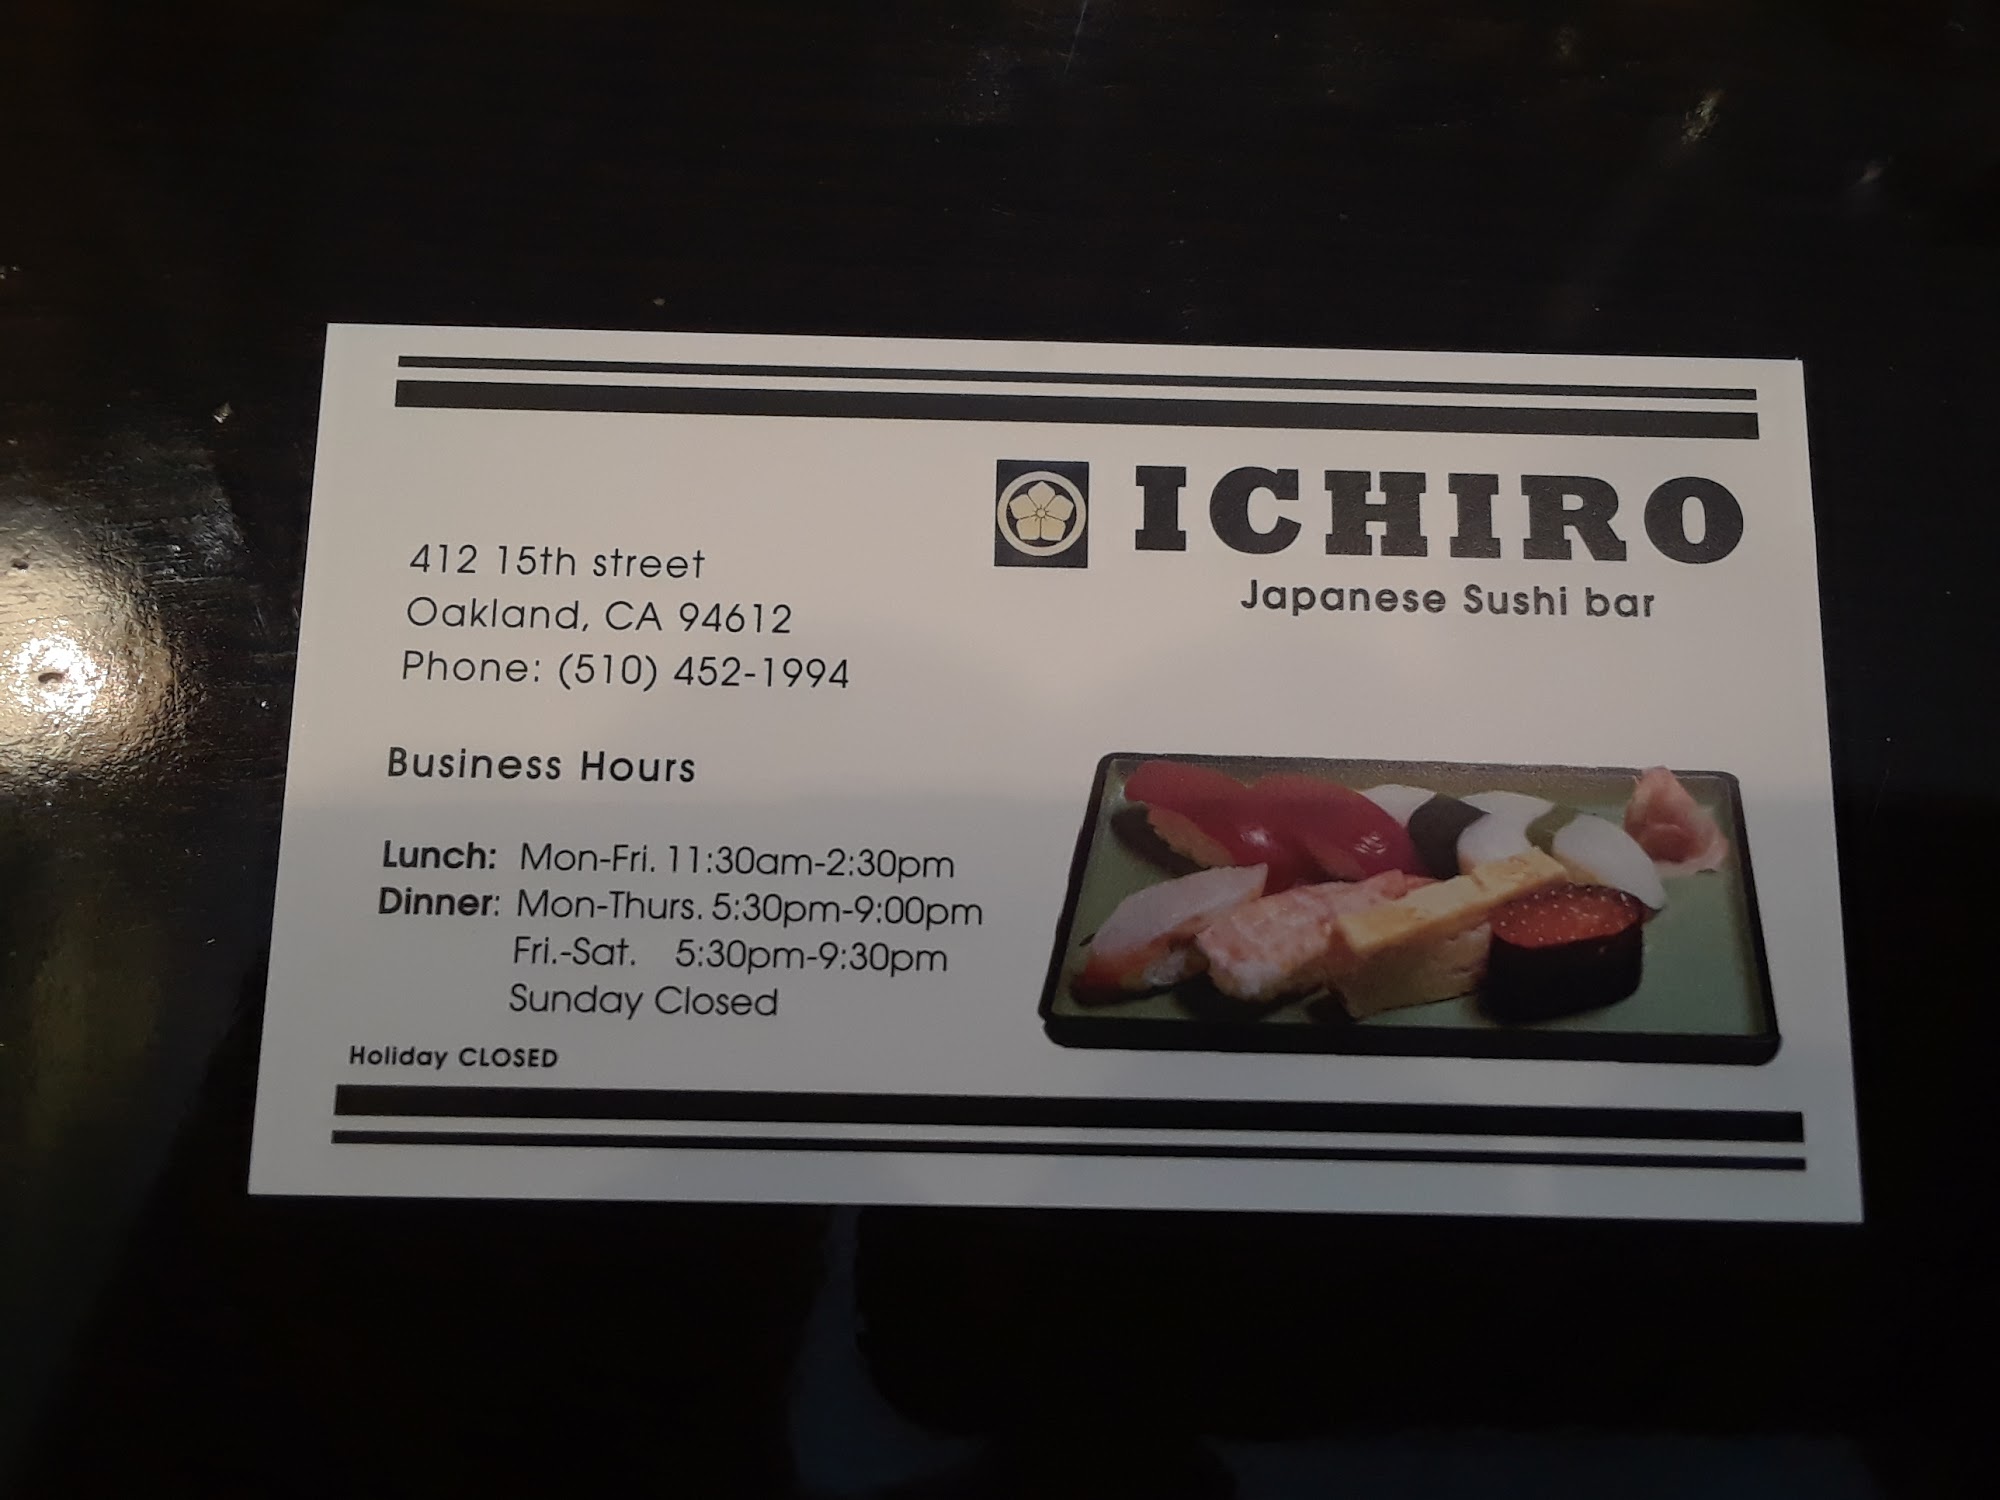 ICHIRO
Japanese Sushi bar
412 15th street
Oakland, CA 94612
Phone: (510) 452-1994
Business Hours
Lunch: Mon-Fri. 11:30am-2:30pm
Dinner: Mon-Thurs. 5:30pm-9:00pm
Fri.-Sat. 5:30pm-9:30pm
Sunday Closed
Holiday CLOSED